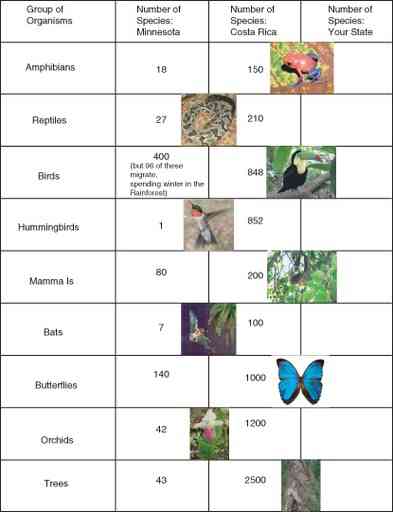 Group of
Organisms
Number of
Species:
Minnesota
Number of
Species:
Costa Rica
Number of
Species:
Your State
Amphibians
18
150
Reptiles
27
210
Birds
400
(but 96 of these
migrate,
spending winter in the
Rainforest)
848
Hummingbirds
1
852
Mamma ls
80
200
Bats
7
100
Butterflies
140
1000
Orchids
42
1200
Trees
43
2500